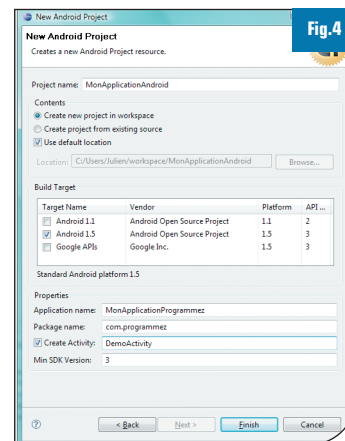 New Android Project
Fig.4
New Android Project
Creates a new Android Project resource.
Project name: MonApplicationAndroid
Contents
Create new project in workspace
Create project from existing source
Use default location
Location: C:/Users/Julien/workspace/MonApplicationAndroid Browse...
Build Target
Target Name Vendor Platform API ...
Android 1.1 Android Open Source Project 1.1 2
Android 1.5 Android Open Source Project 1.5 3
Google APIs Google Inc. 1.5 3
Standard Android platform 1.5
Properties
Application name: MonApplicationProgrammez
Package name: com.programmez
Create Activity: DemoActivity
Min SDK Version: 3
? < Back Next > Finish Cancel